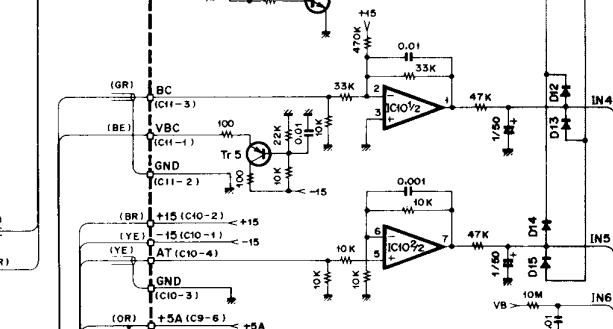 +15
470K
0.01
33K
(GR)
BC
(C11-3)
33K
2
3
IC10 1/2
1
47K
D12
IN4
D13
1/50
(BE)
VBC
(C11-1)
100
Tr 5
22K
0.01
10K
10K
100
-15
GND
(C11-2)
(BR)
+15 (C10-2)
+15
(YE)
-15 (C10-1)
-15
(YE)
AT (C10-4)
GND
(C10-3)
0.001
10K
10K
10K
10K
6
5
IC10 2/2
7
47K
D14
IN5
D15
1/50
VB
10M
IN6
(OR)
+5A (C9-6)
+5A